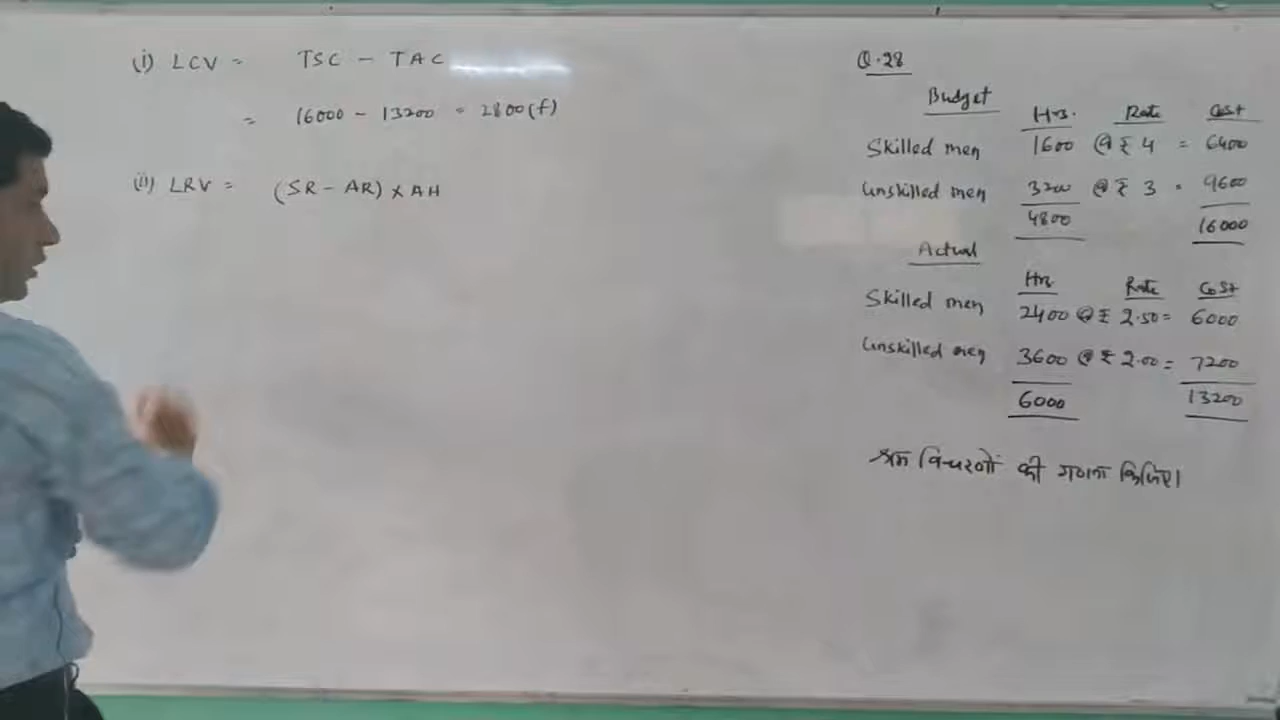 (i) LCV = TSC - TAC
= 16000 - 13200 = 2800 (f)
(ii) LRV = (SR - AR) × AH
Q.28
Budget
Hrs. Rate Cost
Skilled men 1600 @ ₹ 4 = 6400
Unskilled men 3200 @ ₹ 3 = 9600
4800 16000
Actual
Hrs. Rate Cost
Skilled men 2400 @ ₹ 2.50 = 6000
Unskilled men 3600 @ ₹ 2.00 = 7200
6000 13200
श्रम विचरणों की गणना किजिए।